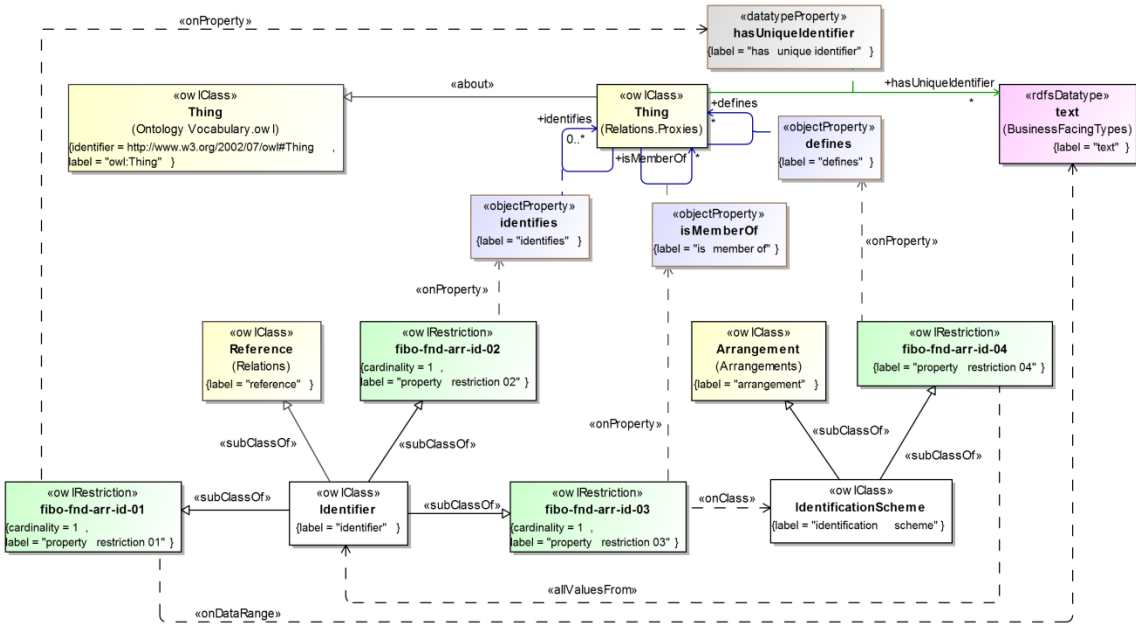 «onProperty»
«datatypeProperty»
hasUniqueIdentifier
{label = "has unique identifier" }
«owlClass»
Thing
(Ontology Vocabulary.owl)
{identifier = http://www.w3.org/2002/07/owl#Thing ,
label = "owl:Thing" }
«about»
«owlClass»
Thing
(Relations.Proxies)
+identifies
0..*
+isMemberOf
*
+defines
*
+hasUniqueIdentifier
*
«rdfsDatatype»
text
(BusinessFacingTypes)
{label = "text" }
«objectProperty»
defines
{label = "defines" }
«objectProperty»
identifies
{label = "identifies" }
«objectProperty»
isMemberOf
{label = "is member of" }
«onProperty»
«onProperty»
«owlClass»
Reference
(Relations)
{label = "reference" }
«owlRestriction»
fibo-fnd-arr-id-02
{cardinality = 1 ,
label = "property restriction 02" }
«owlClass»
Arrangement
(Arrangements)
{label = "arrangement" }
«owlRestriction»
fibo-fnd-arr-id-04
{label = "property restriction 04" }
«onProperty»
«subClassOf»
«subClassOf»
«subClassOf»
«subClassOf»
«owlRestriction»
fibo-fnd-arr-id-01
{cardinality = 1 ,
label = "property restriction 01" }
«subClassOf»
«owlClass»
Identifier
{label = "identifier" }
«subClassOf»
«owlRestriction»
fibo-fnd-arr-id-03
{cardinality = 1 ,
label = "property restriction 03" }
«onClass»
«owlClass»
IdentificationScheme
{label = "identification scheme" }
«allValuesFrom»
«onDataRange»